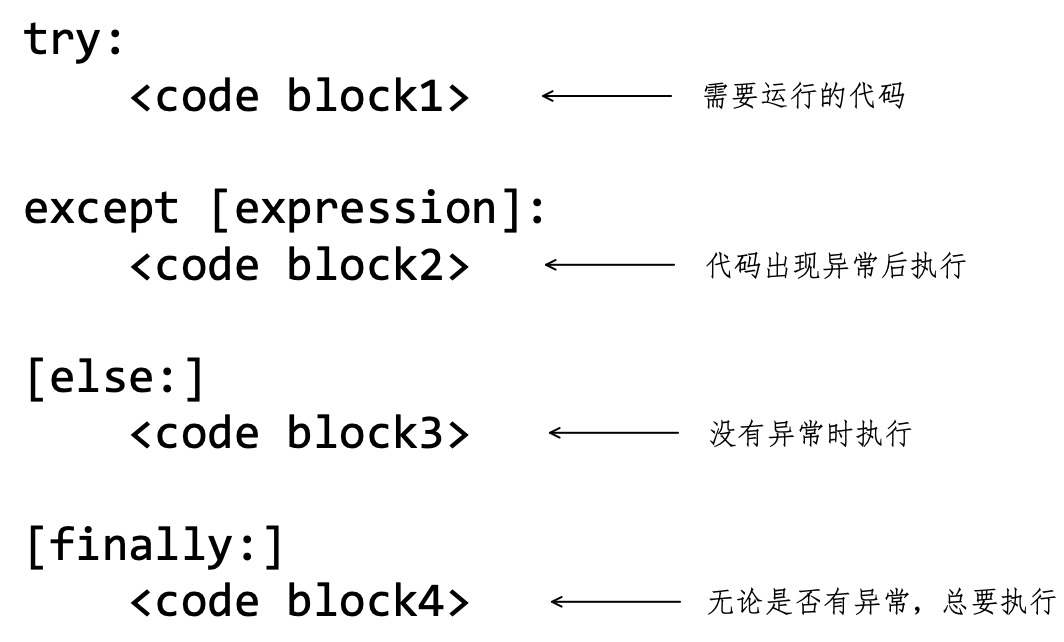 try:
<code block1> 需要运行的代码
except [expression]:
<code block2> 代码出现异常后执行
[else:]
<code block3> 没有异常时执行
[finally:]
<code block4> 无论是否有异常，总要执行